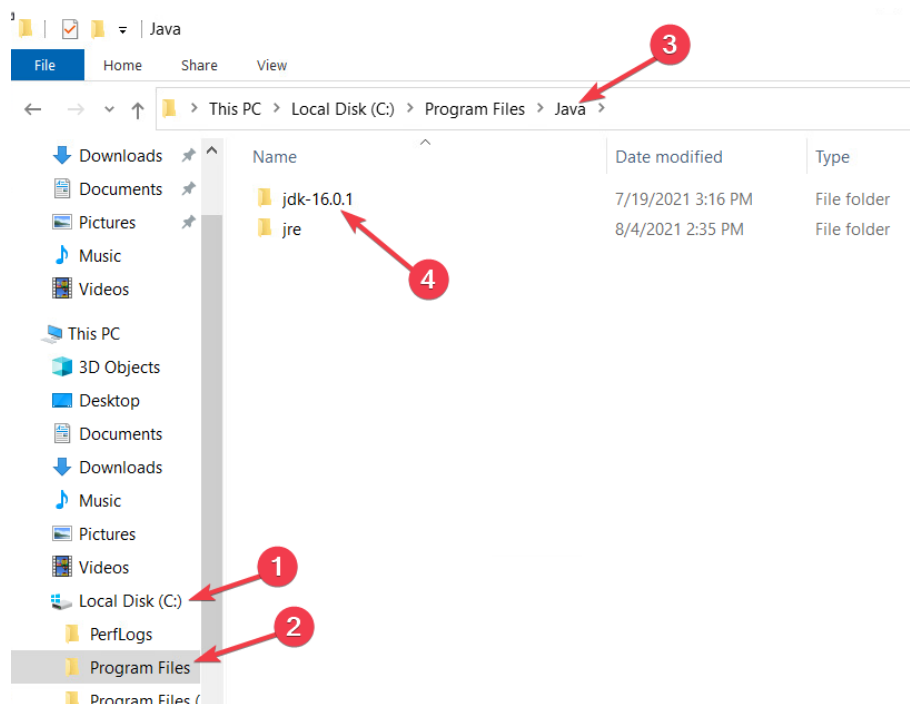 Java
File Home Share View
3
This PC > Local Disk (C:) > Program Files > Java >
Downloads
Documents
Pictures
Music
Videos
This PC
3D Objects
Desktop
Documents
Downloads
Music
Pictures
Videos
Local Disk (C:)
PerfLogs
Program Files
Program Files (
Name Date modified Type
jdk-16.0.1 7/19/2021 3:16 PM File folder
jre 8/4/2021 2:35 PM File folder
4
1
2